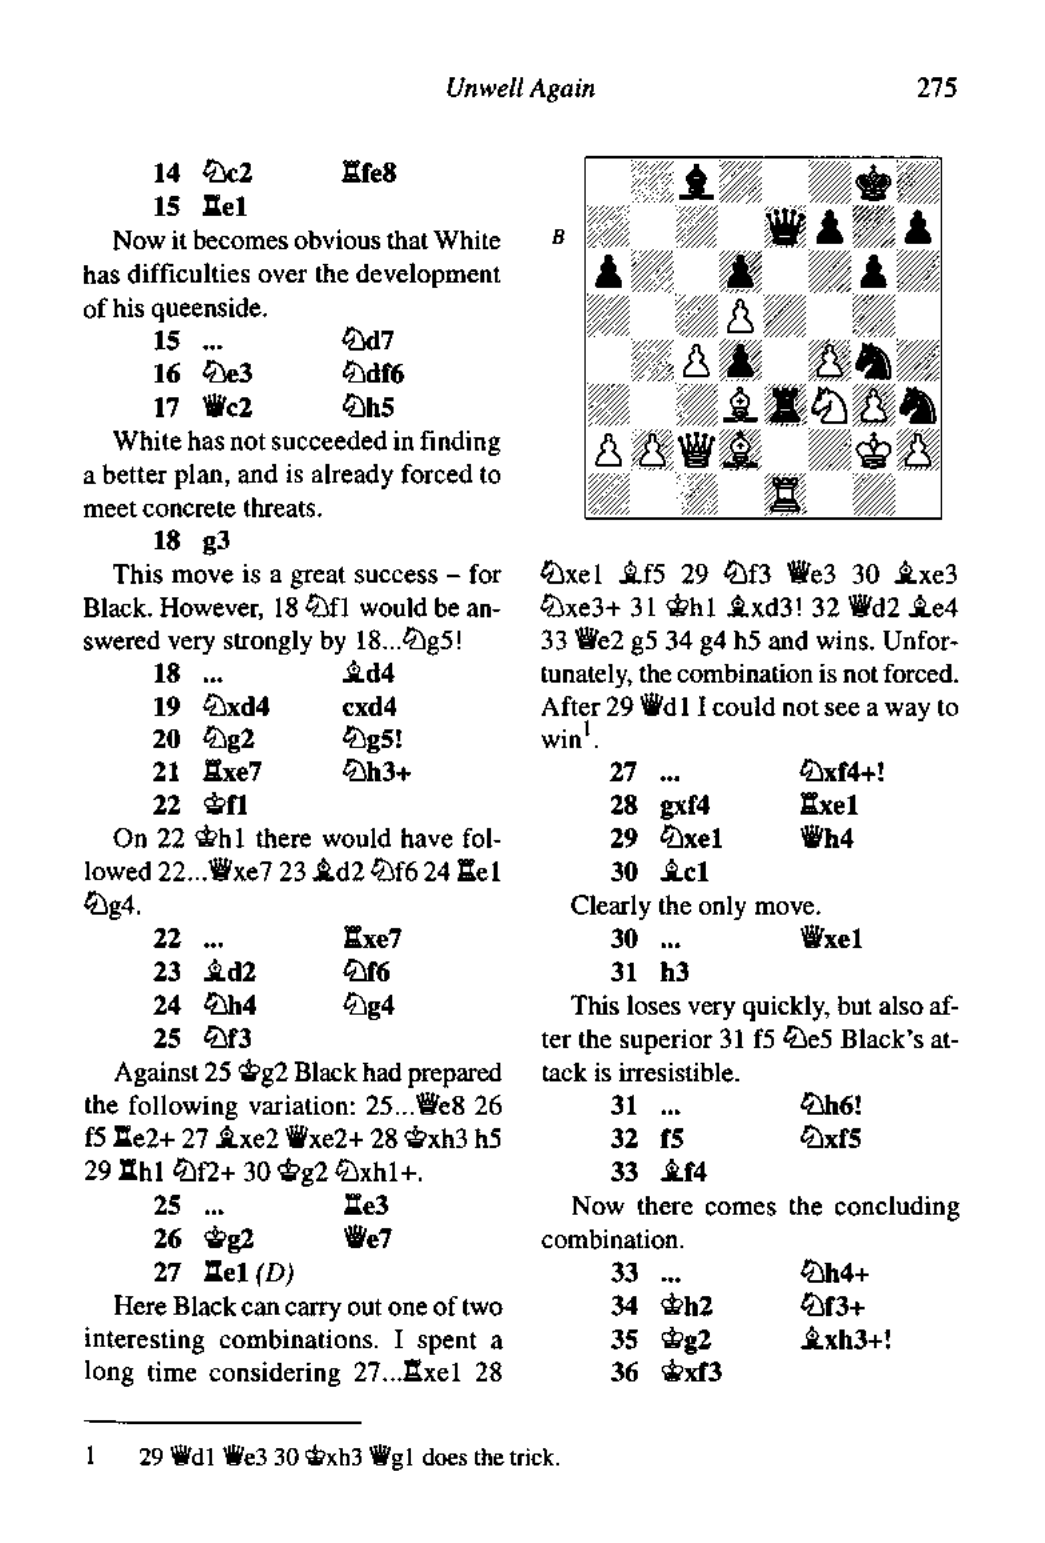 Unwell Again 275
14 ♘c2 ♖fe8
15 ♖e1
Now it becomes obvious that White
has difficulties over the development
of his queenside.
15 ... ♘d7
16 ♘e3 ♘df6
17 ♕c2 ♘h5
White has not succeeded in finding
a better plan, and is already forced to
meet concrete threats.
18 g3
This move is a great success – for
Black. However, 18 ♘f1 would be an-
swered very strongly by 18...♘g5!
18 ... ♗d4
19 ♘xd4 cxd4
20 ♘g2 ♘g5!
21 ♖xe7 ♘h3+
22 ♔f1
On 22 ♔h1 there would have fol-
lowed 22...♕xe7 23 ♗d2 ♘f6 24 ♖e1
♘g4.
22 ... ♖xe7
23 ♗d2 ♘f6
24 ♘h4 ♘g4
25 ♘f3
Against 25 ♔g2 Black had prepared
the following variation: 25...♕e8 26
f5 ♖e2+ 27 ♗xe2 ♕xe2+ 28 ♔xh3 h5
29 ♖h1 ♘f2+ 30 ♔g2 ♘xh1+.
25 ... ♖e3
26 ♔g2 ♕e7
27 ♖e1 (D)
Here Black can carry out one of two
interesting combinations. I spent a
long time considering 27...♖xe1 28
B
♘xe1 ♗f5 29 ♘f3 ♕e3 30 ♗xe3
♘xe3+ 31 ♔h1 ♗xd3! 32 ♕d2 ♗e4
33 ♕e2 g5 34 g4 h5 and wins. Unfor-
tunately, the combination is not forced.
After 29 ♕d1 I could not see a way to
win1.
27 ... ♘xf4+!
28 gxf4 ♖xe1
29 ♘xe1 ♕h4
30 ♗c1
Clearly the only move.
30 ... ♕xe1
31 h3
This loses very quickly, but also af-
ter the superior 31 f5 ♘e5 Black's at-
tack is irresistible.
31 ... ♘h6!
32 f5 ♘xf5
33 ♗f4
Now there comes the concluding
combination.
33 ... ♘h4+
34 ♔h2 ♘f3+
35 ♔g2 ♗xh3+!
36 ♔xf3
1 29 ♕d1 ♕e3 30 ♔xh3 ♕g1 does the trick.